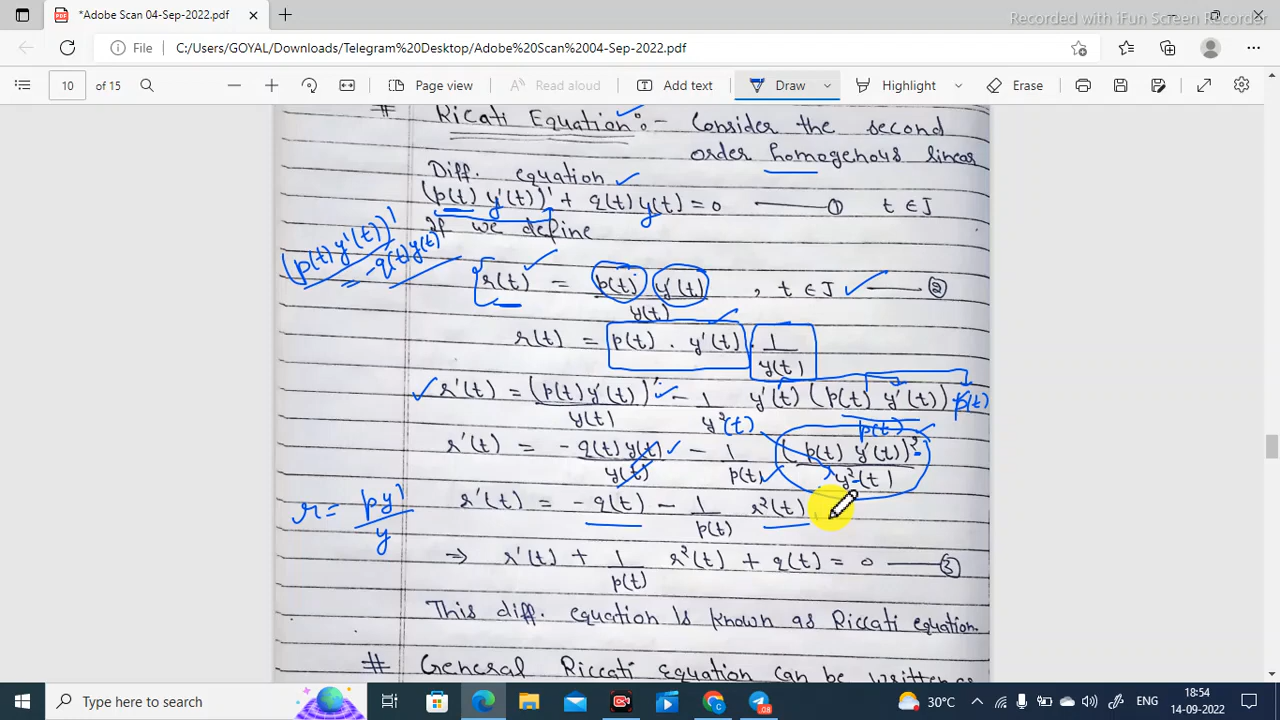 *Adobe Scan 04-Sep-2022.pdf
Recorded with iFun Screen Recorder
File C:/Users/GOYAL/Downloads/Telegram%20Desktop/Adobe%20Scan%2004-Sep-2022.pdf
10 of 15 Page view Read aloud Add text Draw Highlight Erase
# Ricati Equation :- Consider the second
order homogenous linear
Diff. equation
(p(t) y'(t))' + q(t) y(t) = 0 ① t ∈ J
If we define
(p(t) y'(t))'
= -q(t) y(t)
r(t) = p(t) y'(t) / y(t) , t ∈ J ②
r(t) = p(t) . y'(t) . 1 / y(t)
r'(t) = (p(t) y'(t))' / y(t) - 1 / y²(t) y'(t) (p(t) y'(t)) p(t) / p(t)
r'(t) = -q(t) y(t) / y(t) - 1 / p(t) (p(t) y'(t))² / y²(t)
r'(t) = -q(t) - 1 / p(t) r²(t)
r = py' / y
⇒ r'(t) + 1 / p(t) r²(t) + q(t) = 0 ③
This diff. equation Is known as Riccati equation.
# General Riccati Equation can be written as
Type here to search 08 30°C ENG 18:54
14-09-2022